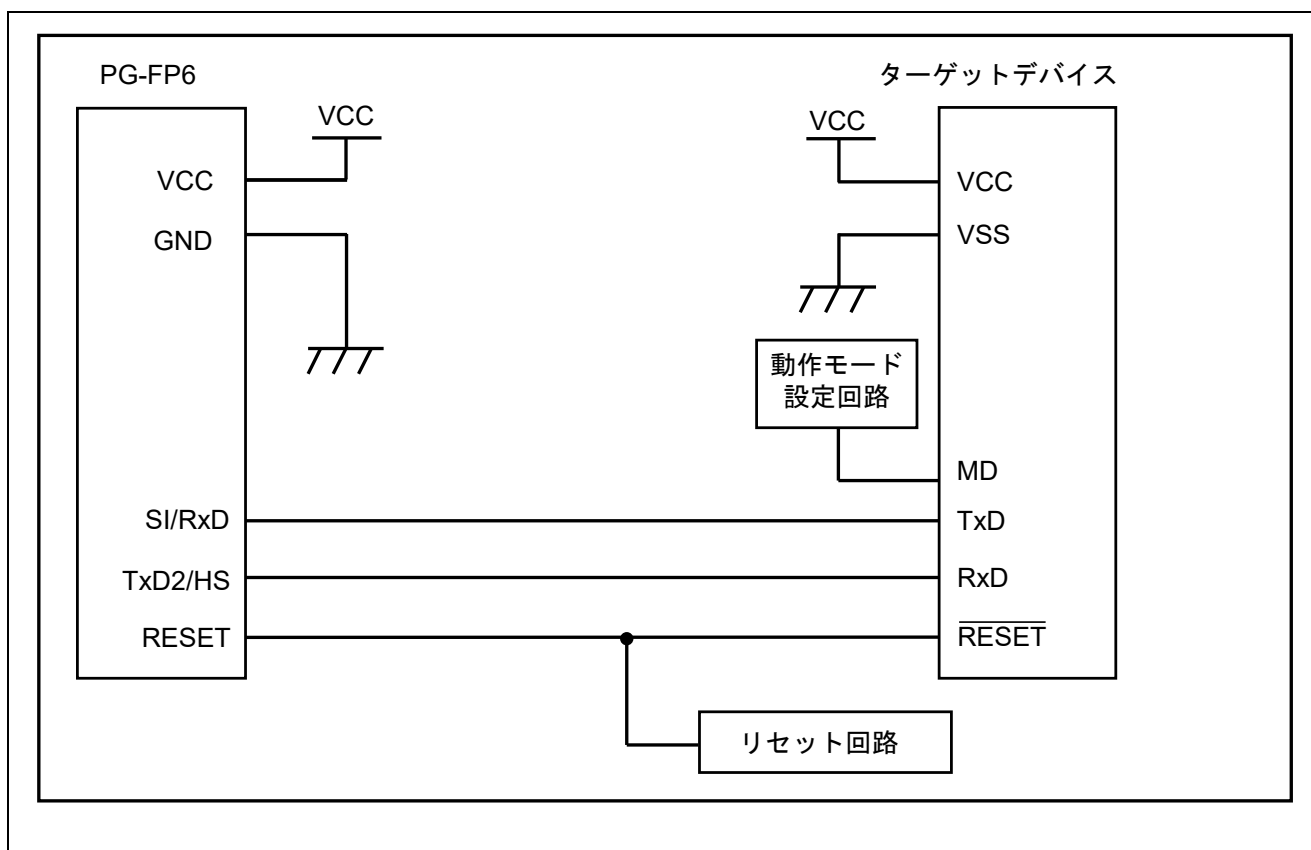 PG-FP6
ターゲットデバイス
VCC
VCC
VCC
GND
VCC
VSS
動作モード
設定回路
MD
SI/RxD
TxD
TxD2/HS
RxD
RESET
RESET
リセット回路